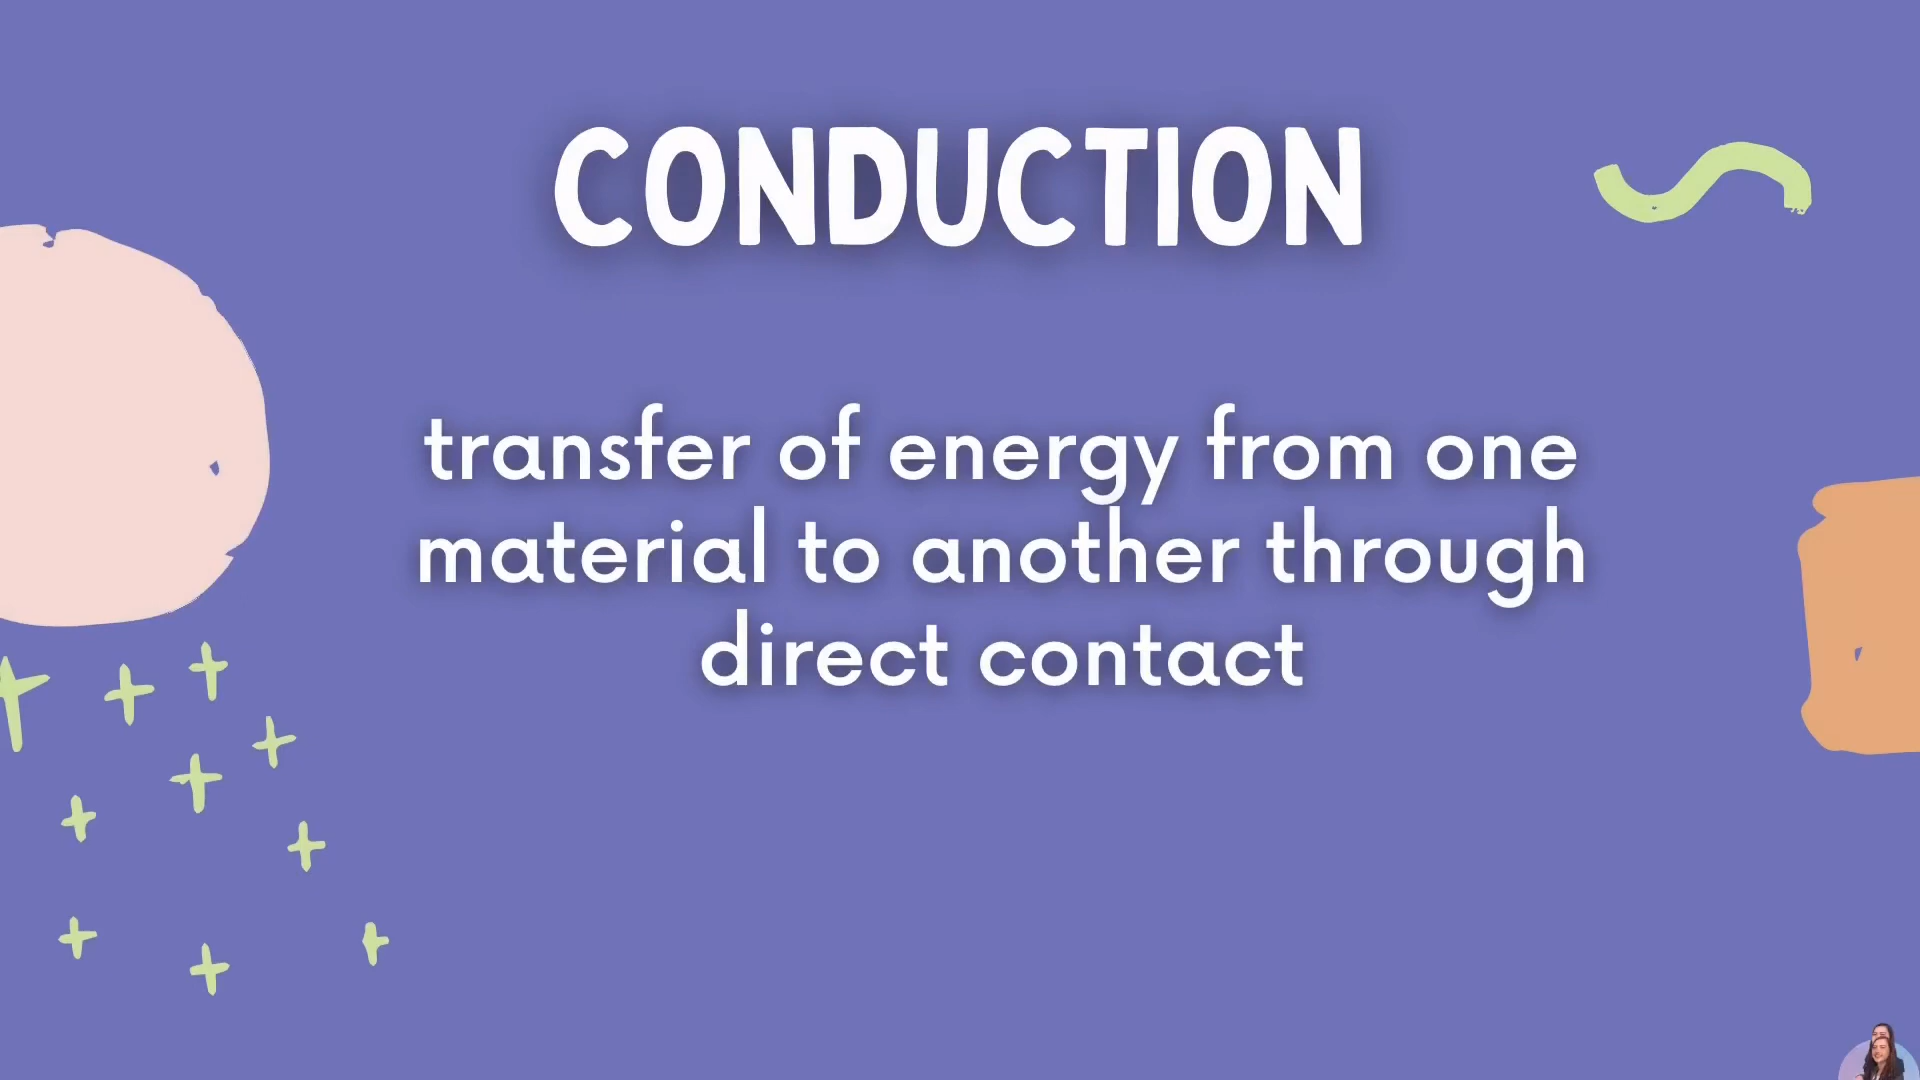 CONDUCTION
transfer of energy from one
material to another through
direct contact